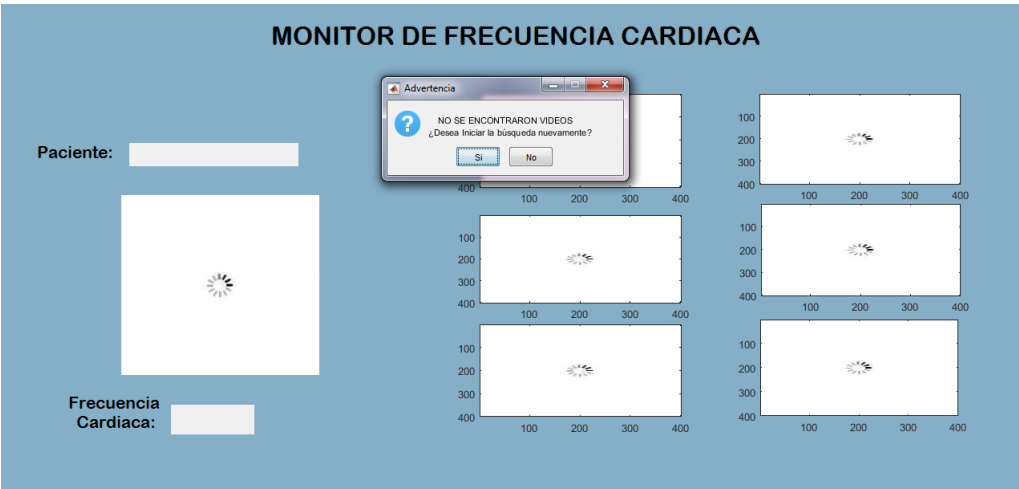 MONITOR DE FRECUENCIA CARDIACA
Advertencia
NO SE ENCONTRARON VIDEOS
¿Desea Iniciar la búsqueda nuevamente?
Si
No
Paciente:
Frecuencia
Cardiaca:
400
100 200 300 400
100
200
300
400
100 200 300 400
100
200
300
400
100 200 300 400
100
200
300
400
100 200 300 400
100
200
300
400
100 200 300 400
100
200
300
400
100 200 300 400